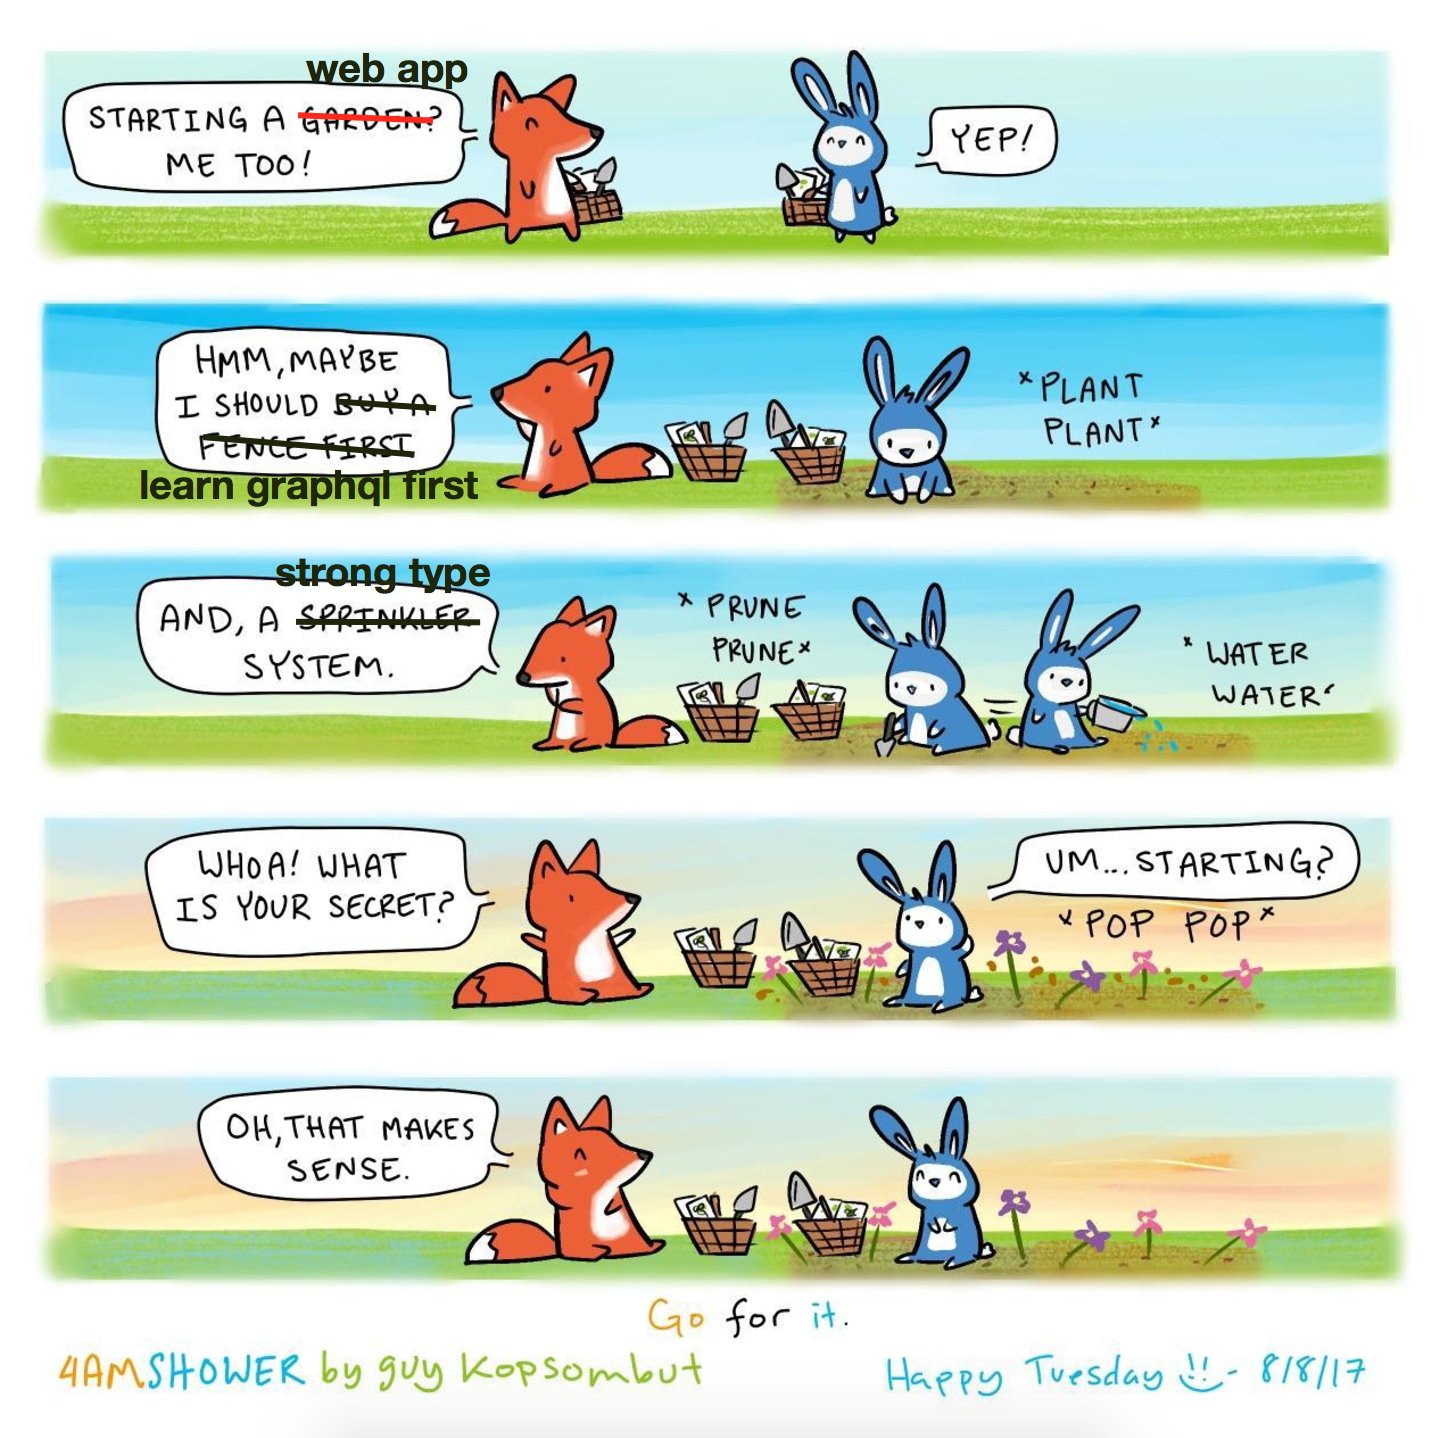 web app
STARTING A GARDEN?
ME TOO!
YEP!
HMM, MAYBE
I SHOULD BUY A
FENCE FIRST
learn graphql first
*PLANT
PLANT*
strong type
AND, A SPRINKLER
SYSTEM.
*PRUNE
PRUNE*
*WATER
WATER*
WHOA! WHAT
IS YOUR SECRET?
UM...STARTING?
*POP POP*
OH, THAT MAKES
SENSE.
Go for it.
4AMSHOWER by guy Kopsombut
Happy Tuesday - 8/8/17